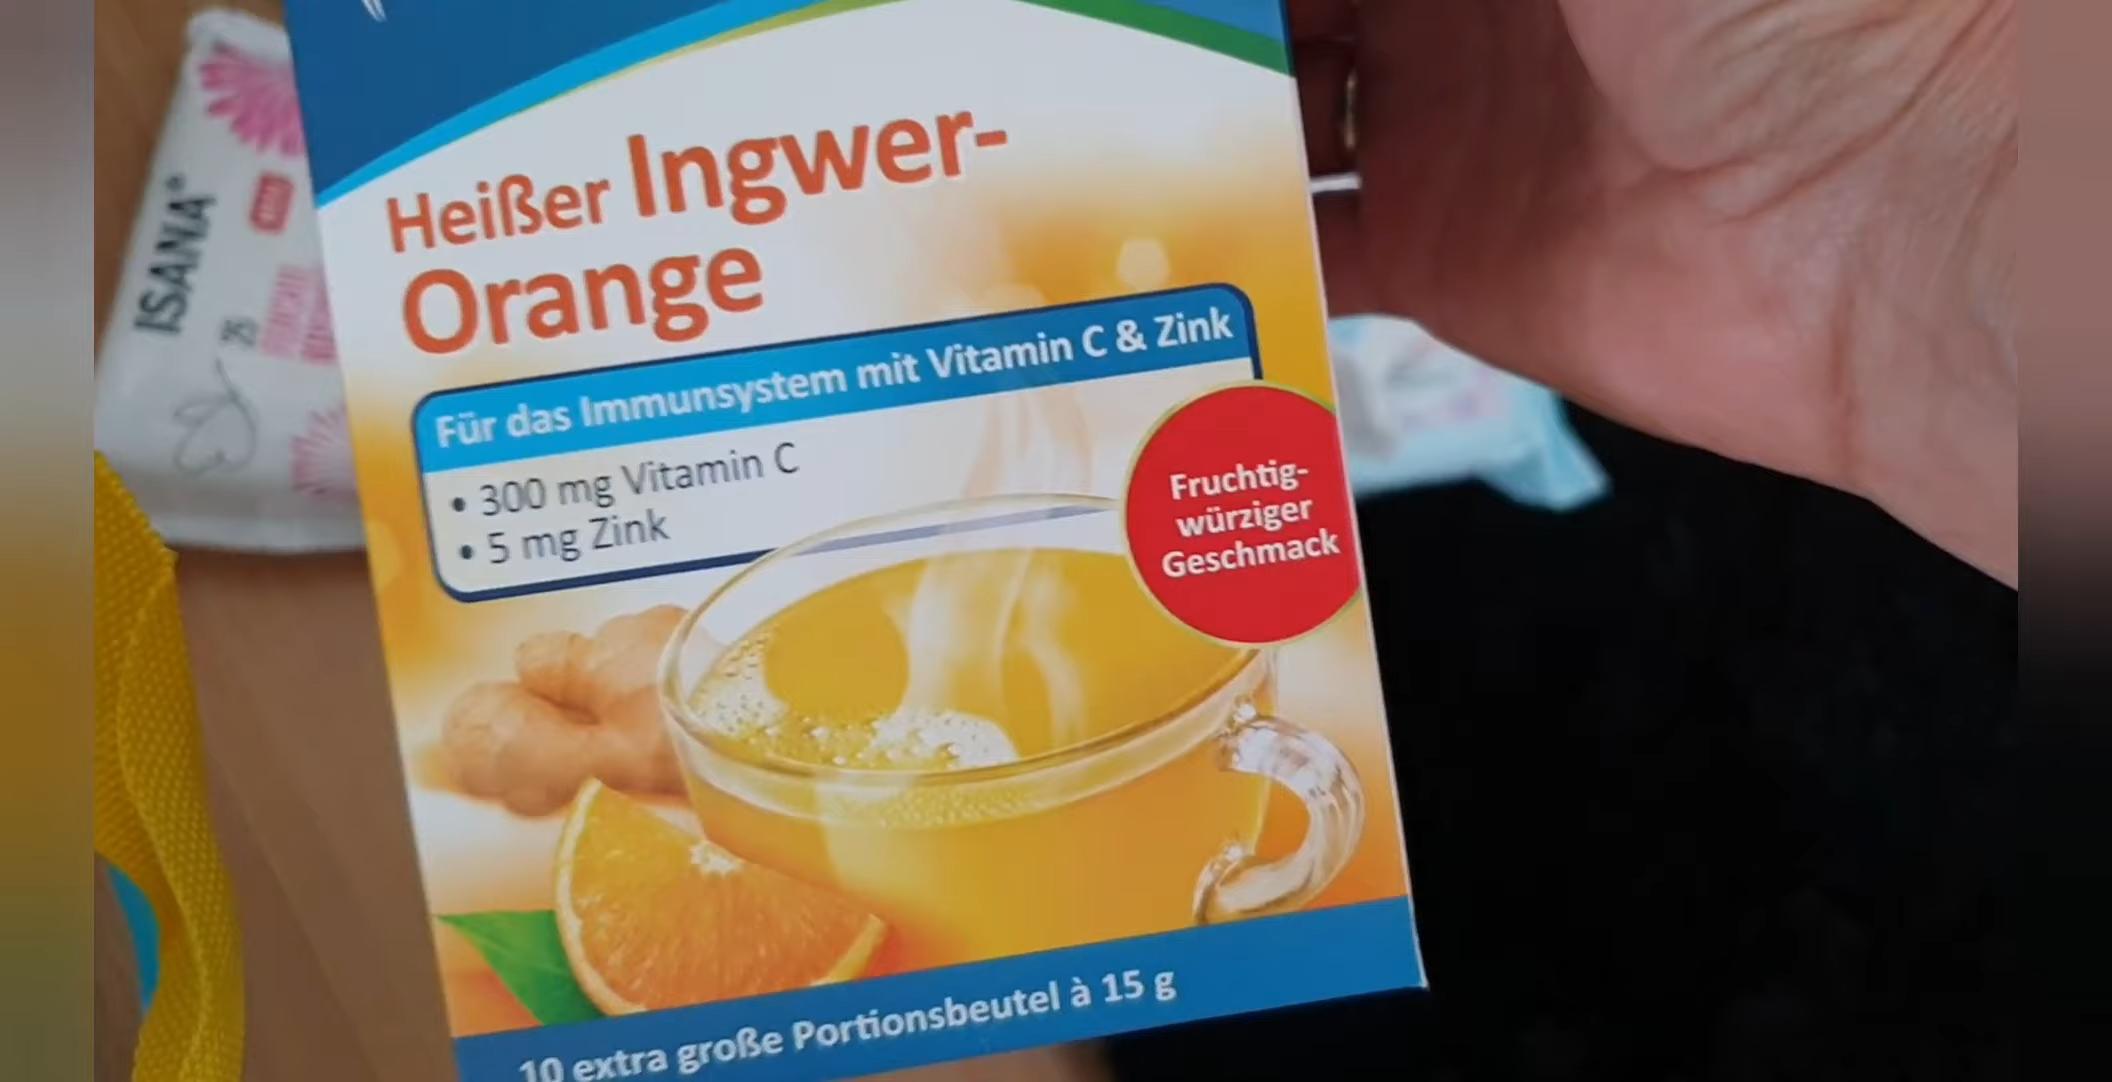 Heißer Ingwer-
Orange
Für das Immunsystem mit Vitamin C & Zink
• 300 mg Vitamin C
• 5 mg Zink
Fruchtig-
würziger
Geschmack
10 extra große Portionsbeutel à 15 g
ISANA®
25